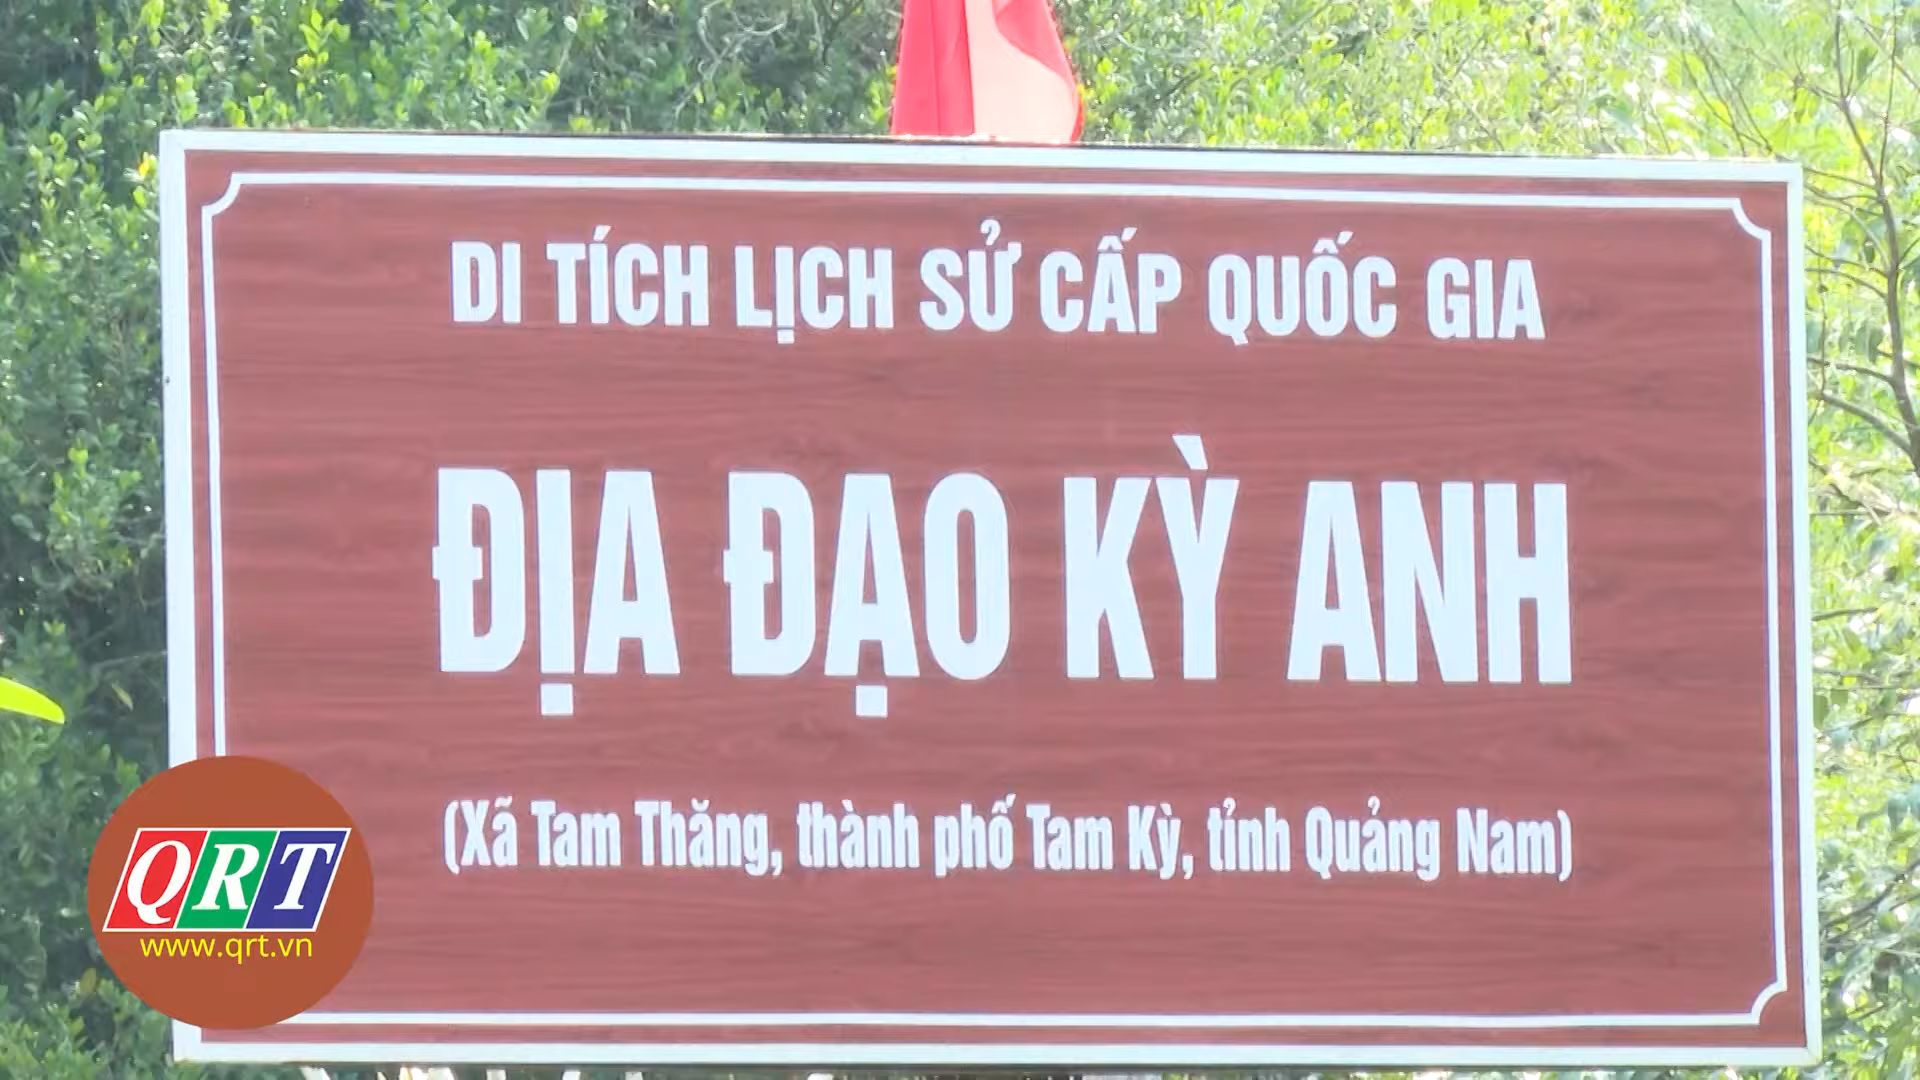 DI TÍCH LỊCH SỬ CẤP QUỐC GIA
ĐỊA ĐẠO KỲ ANH
(Xã Tam Thăng, thành phố Tam Kỳ, tỉnh Quảng Nam)
QRT
www.qrt.vn